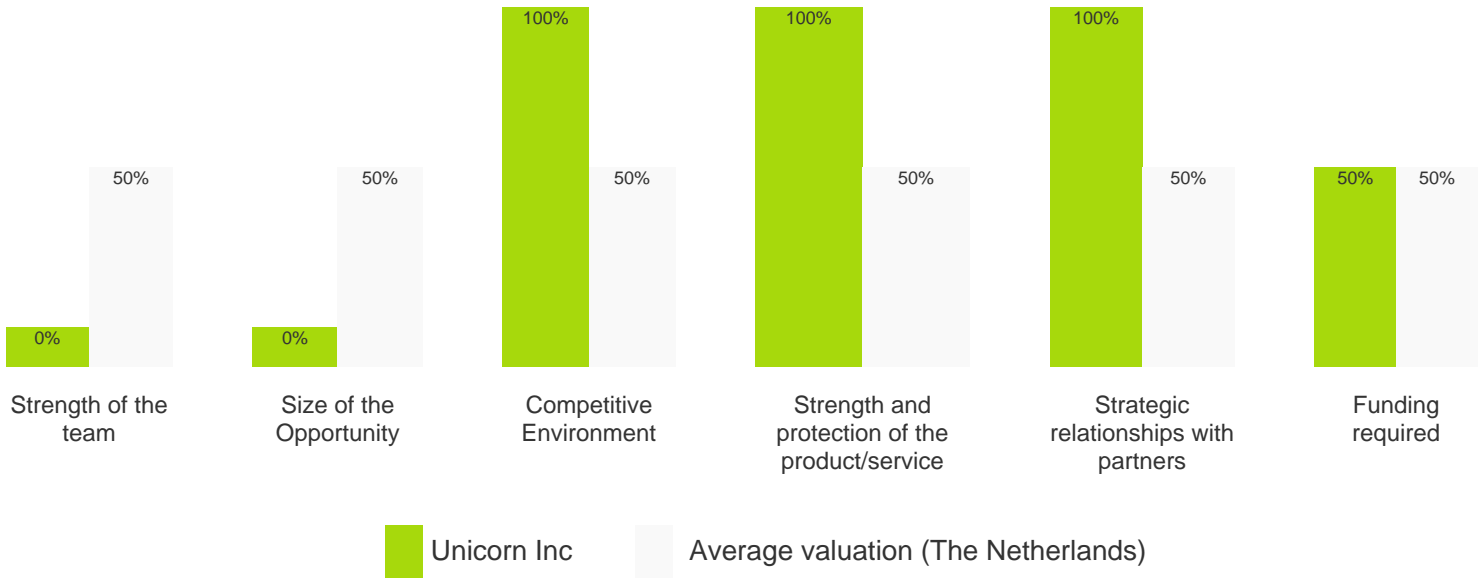 100%
100%
100%
50%
50%
50%
50%
50%
50% 50%
0%
0%
Strength of the
team
Size of the
Opportunity
Competitive
Environment
Strength and
protection of the
product/service
Strategic
relationships with
partners
Funding
required
Unicorn Inc
Average valuation (The Netherlands)